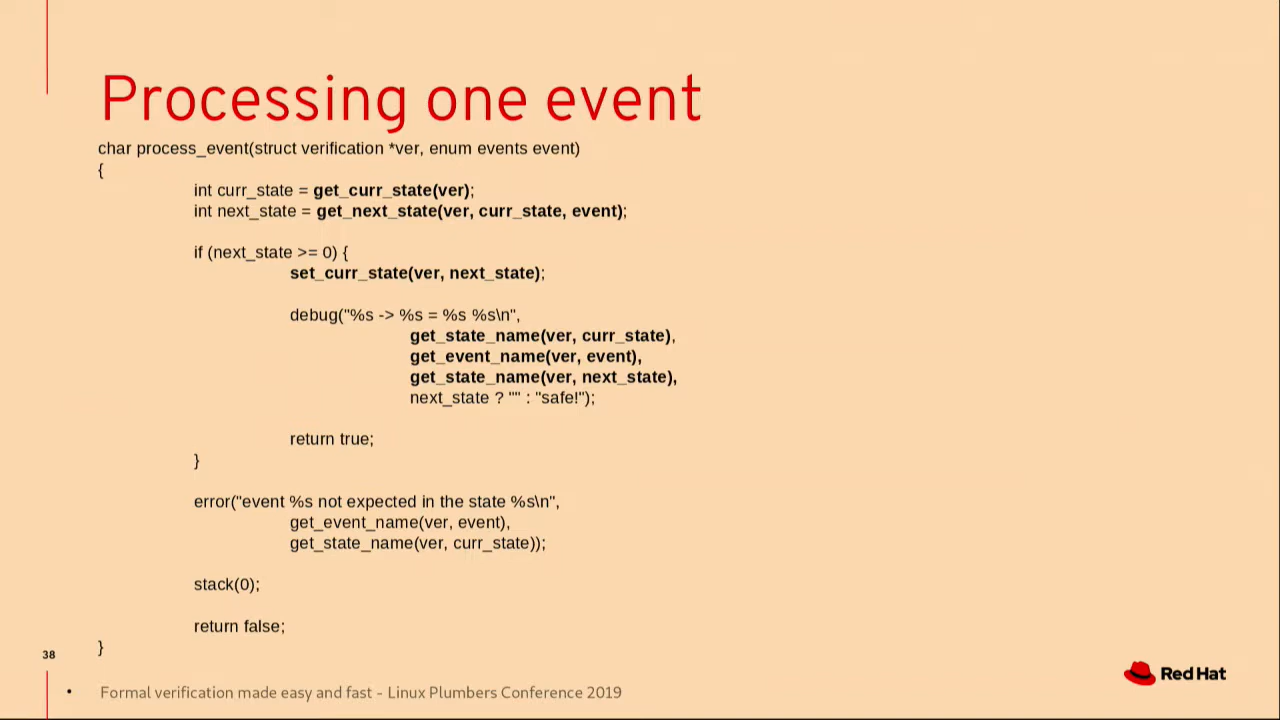 Processing one event
char process_event(struct verification *ver, enum events event)
{
int curr_state = get_curr_state(ver);
int next_state = get_next_state(ver, curr_state, event);
if (next_state >= 0) {
set_curr_state(ver, next_state);
debug("%s -> %s = %s %s\n",
get_state_name(ver, curr_state),
get_event_name(ver, event),
get_state_name(ver, next_state),
next_state ? "" : "safe!");
return true;
}
error("event %s not expected in the state %s\n",
get_event_name(ver, event),
get_state_name(ver, curr_state));
stack(0);
return false;
}
38
• Formal verification made easy and fast - Linux Plumbers Conference 2019
Red Hat